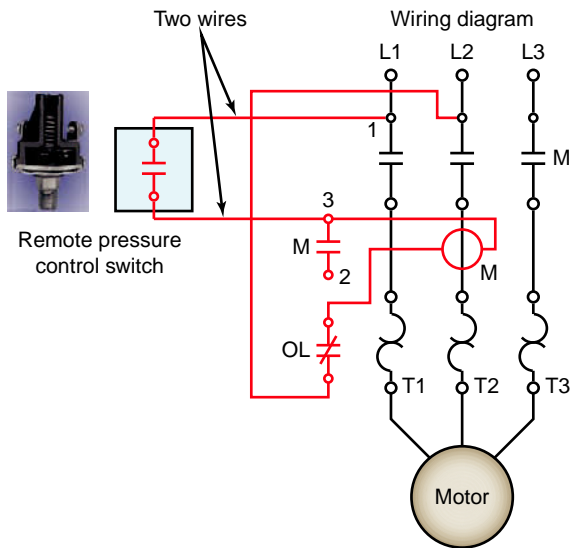 Two wires
Wiring diagram
L1
L2
L3
1
M
3
M
2
M
Remote pressure
control switch
OL
T1
T2
T3
Motor